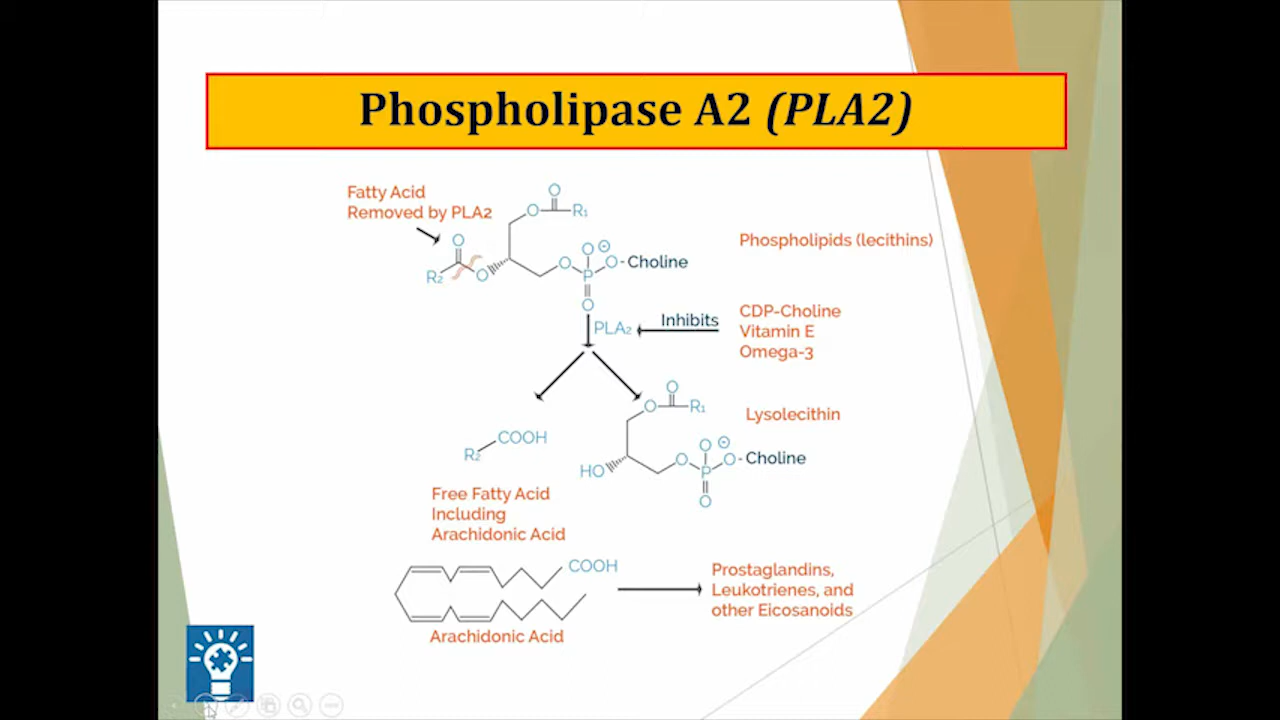 Phospholipase A2 (PLA2)
Fatty Acid
Removed by PLA2
O
O
R₁
O
R₂
O
O
P
O
⊖
O
- Choline
O
Phospholipids (lecithins)
PLA₂
Inhibits
CDP-Choline
Vitamin E
Omega-3
R₂
COOH
O
O
R₁
Lysolecithin
HO
O
P
O
⊖
O
- Choline
O
Free Fatty Acid
Including
Arachidonic Acid
COOH
Arachidonic Acid
Prostaglandins,
Leukotrienes, and
other Eicosanoids